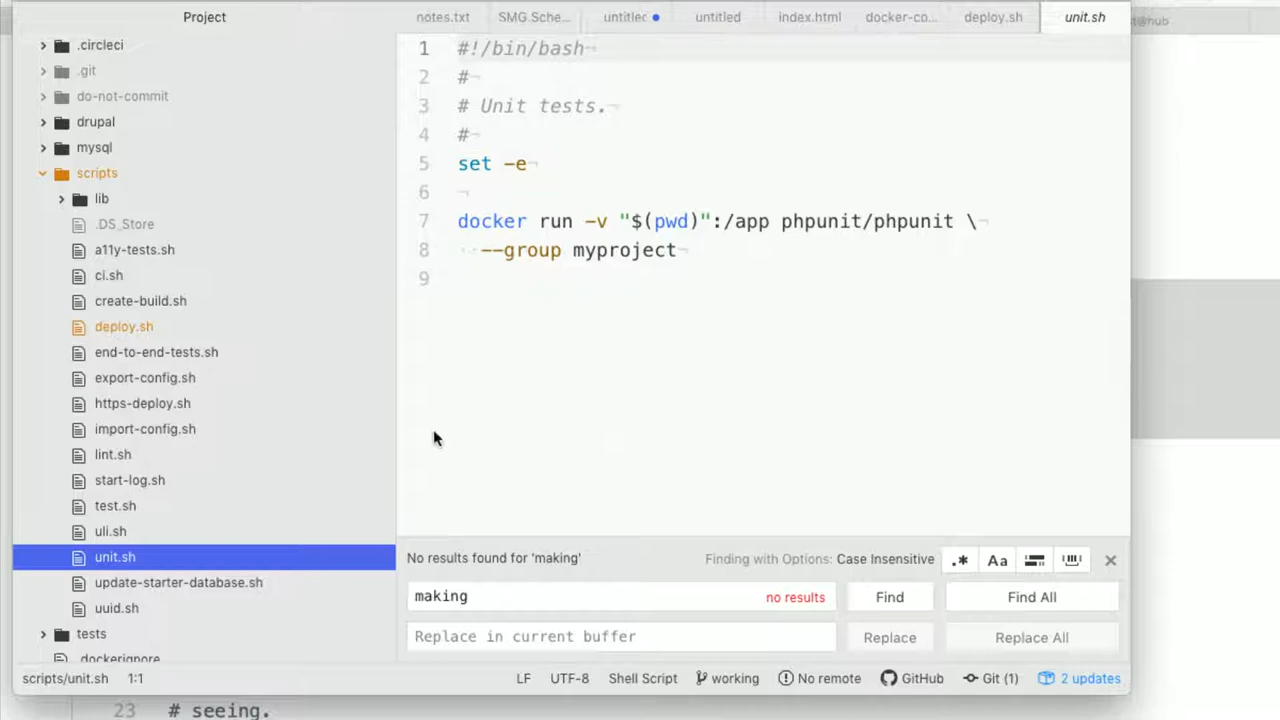 Project
notes.txt
SMG.Sche...
untitlec
untitled
index.html
docker-co...
deploy.sh
unit.sh
st@hub
.circleci
.git
do-not-commit
drupal
mysql
scripts
lib
.DS_Store
a11y-tests.sh
ci.sh
create-build.sh
deploy.sh
end-to-end-tests.sh
export-config.sh
https-deploy.sh
import-config.sh
lint.sh
start-log.sh
test.sh
uli.sh
unit.sh
update-starter-database.sh
uuid.sh
tests
.dockerignore
1 #!/bin/bash¬
2 #¬
3 # Unit tests.¬
4 #¬
5 set -e¬
6 ¬
7 docker run -v "$(pwd)":/app phpunit/phpunit \¬
8 ··--group myproject¬
9
No results found for 'making'
Finding with Options: Case Insensitive
.*
Aa
making
no results
Find
Find All
Replace in current buffer
Replace
Replace All
scripts/unit.sh 1:1
LF
UTF-8
Shell Script
working
No remote
GitHub
Git (1)
2 updates
23 # seeing.